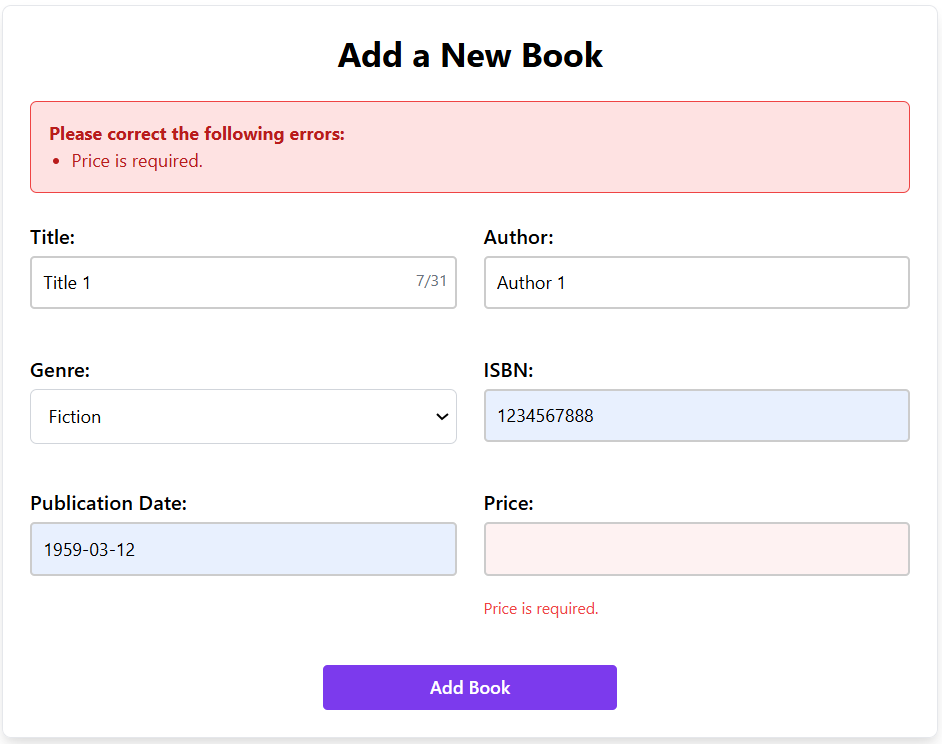 Add a New Book
Please correct the following errors:
• Price is required.
Title:
Author:
Title 1
7/31
Author 1
Genre:
ISBN:
Fiction
1234567888
Publication Date:
Price:
1959-03-12
Price is required.
Add Book